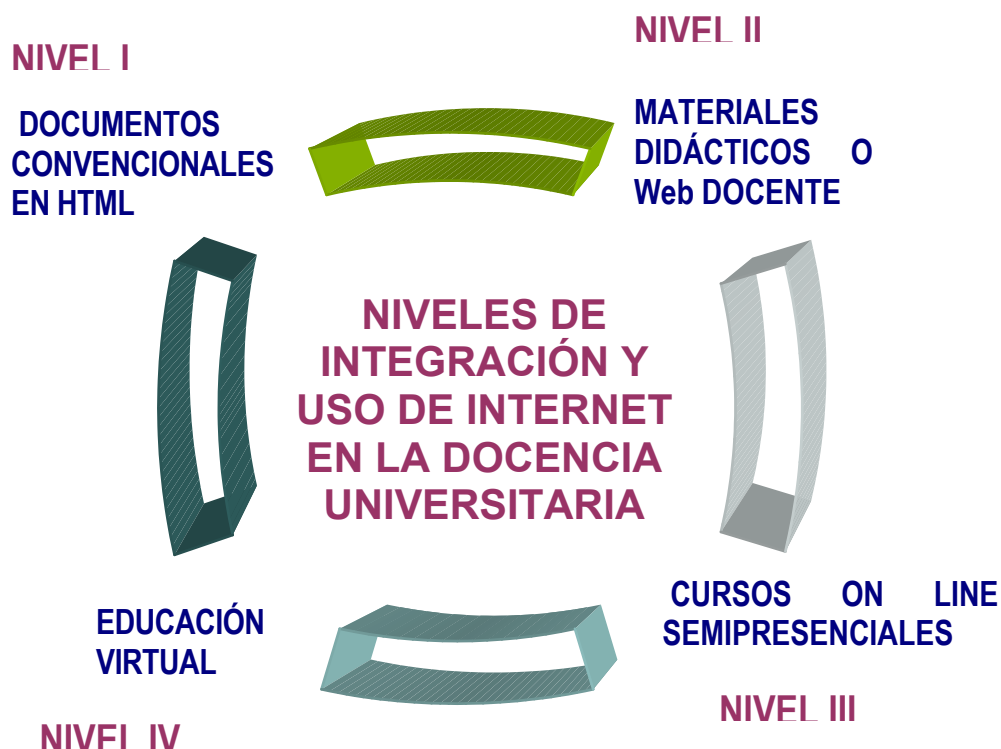 NIVEL I
DOCUMENTOS
CONVENCIONALES
EN HTML
NIVEL II
MATERIALES
DIDÁCTICOS O
Web DOCENTE
NIVELES DE
INTEGRACIÓN Y
USO DE INTERNET
EN LA DOCENCIA
UNIVERSITARIA
CURSOS ON LINE
SEMIPRESENCIALES
NIVEL III
EDUCACIÓN
VIRTUAL
NIVEL IV